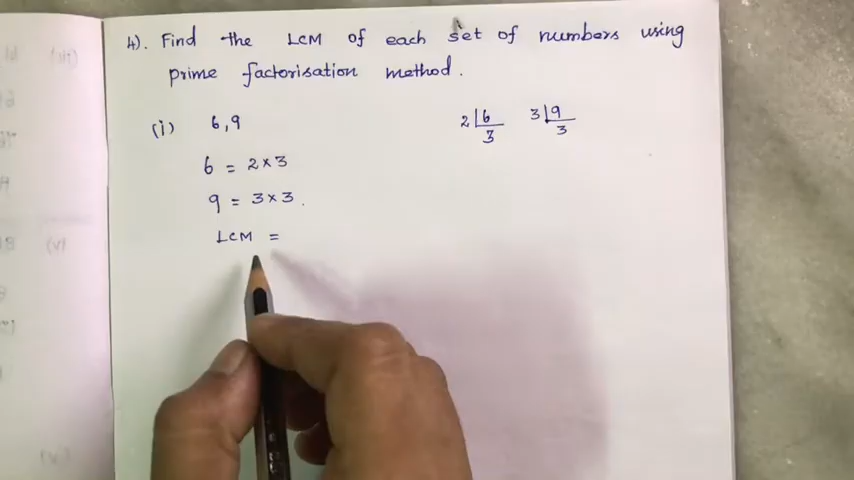 4). Find the LCM of each set of numbers using
prime factorisation method.
(i) 6,9
2 6 3 9
3 3
6 = 2×3
9 = 3×3.
LCM =